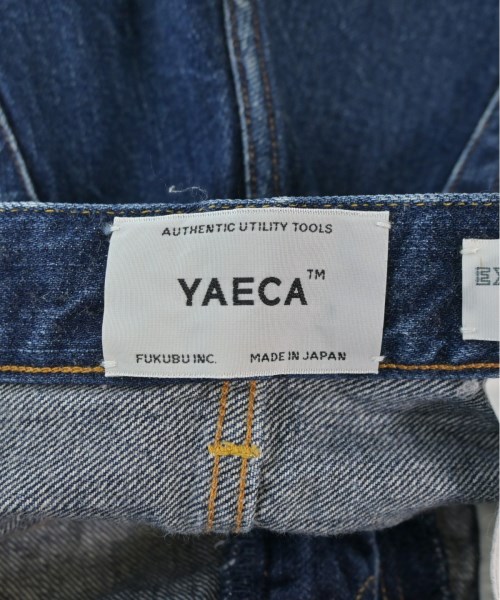 AUTHENTIC UTILITY TOOLS
YAECA™
FUKUBU INC. MADE IN JAPAN